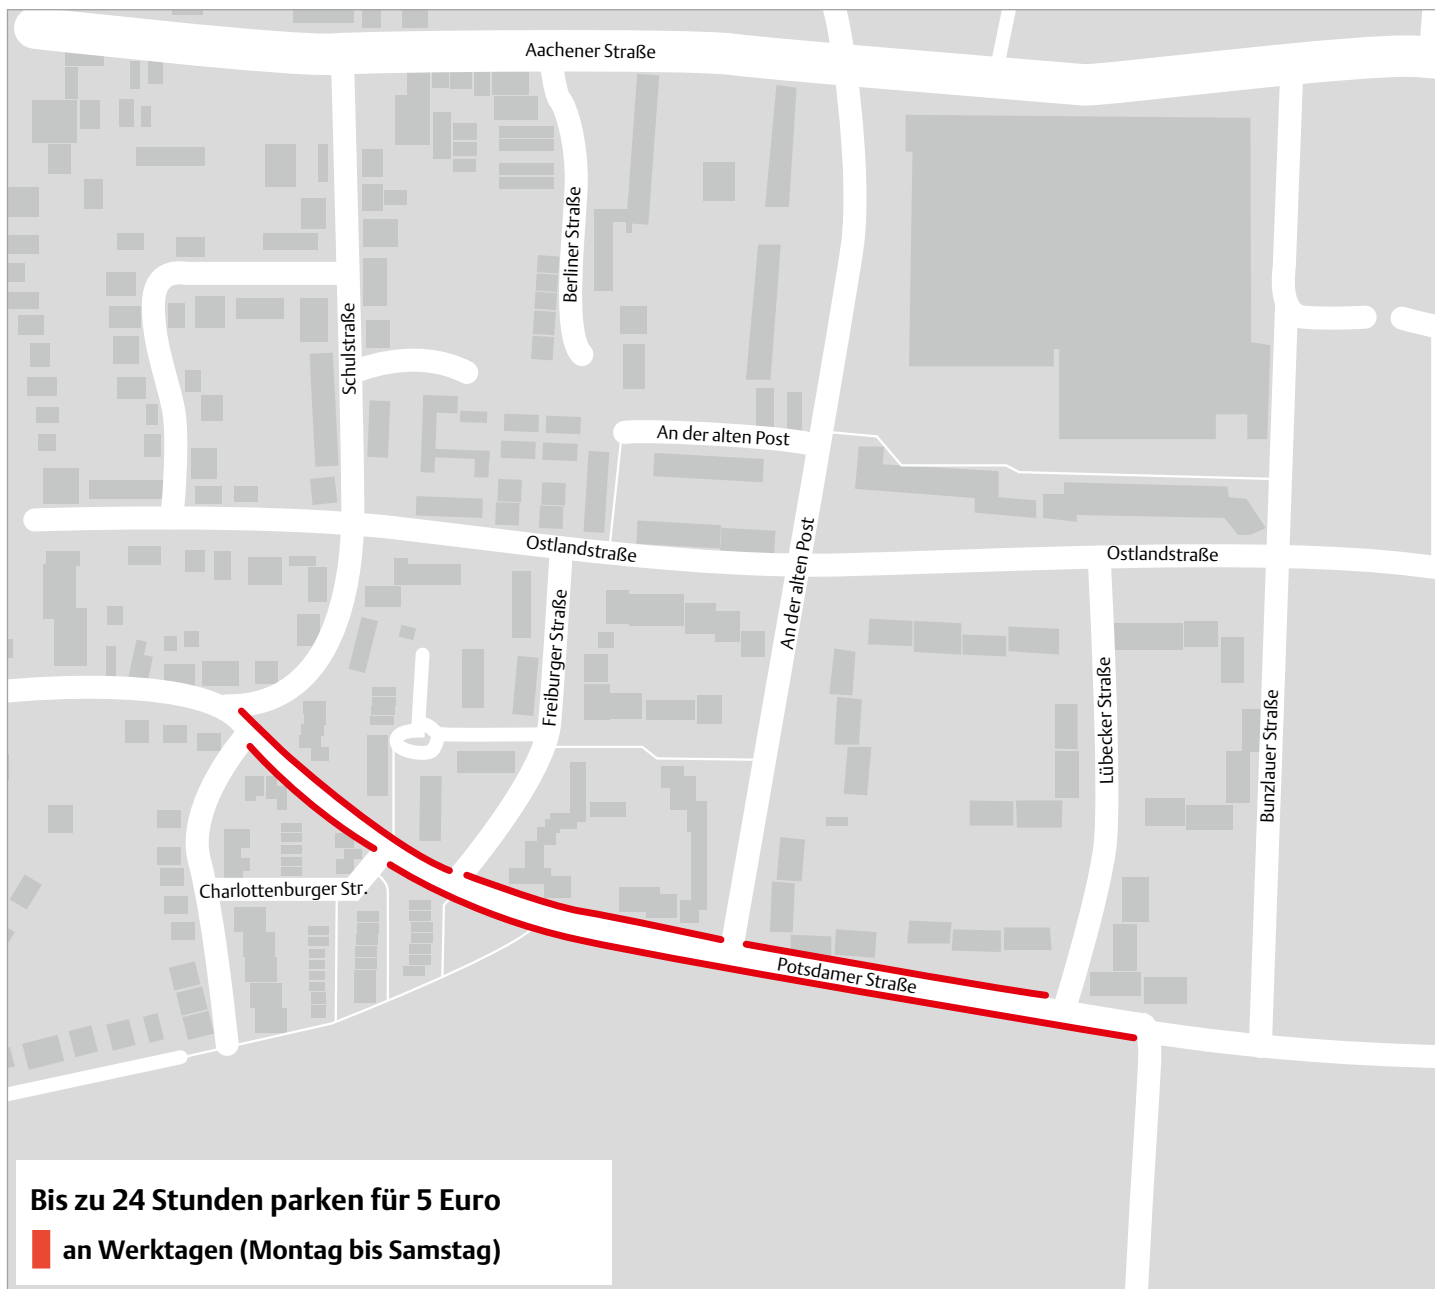 Aachener Straße
Berliner Straße
Schulstraße
An der alten Post
Ostlandstraße
An der alten Post
Ostlandstraße
Freiburger Straße
Lübecker Straße
Bunzlauer Straße
Charlottenburger Str.
Potsdamer Straße
Bis zu 24 Stunden parken für 5 Euro
an Werktagen (Montag bis Samstag)